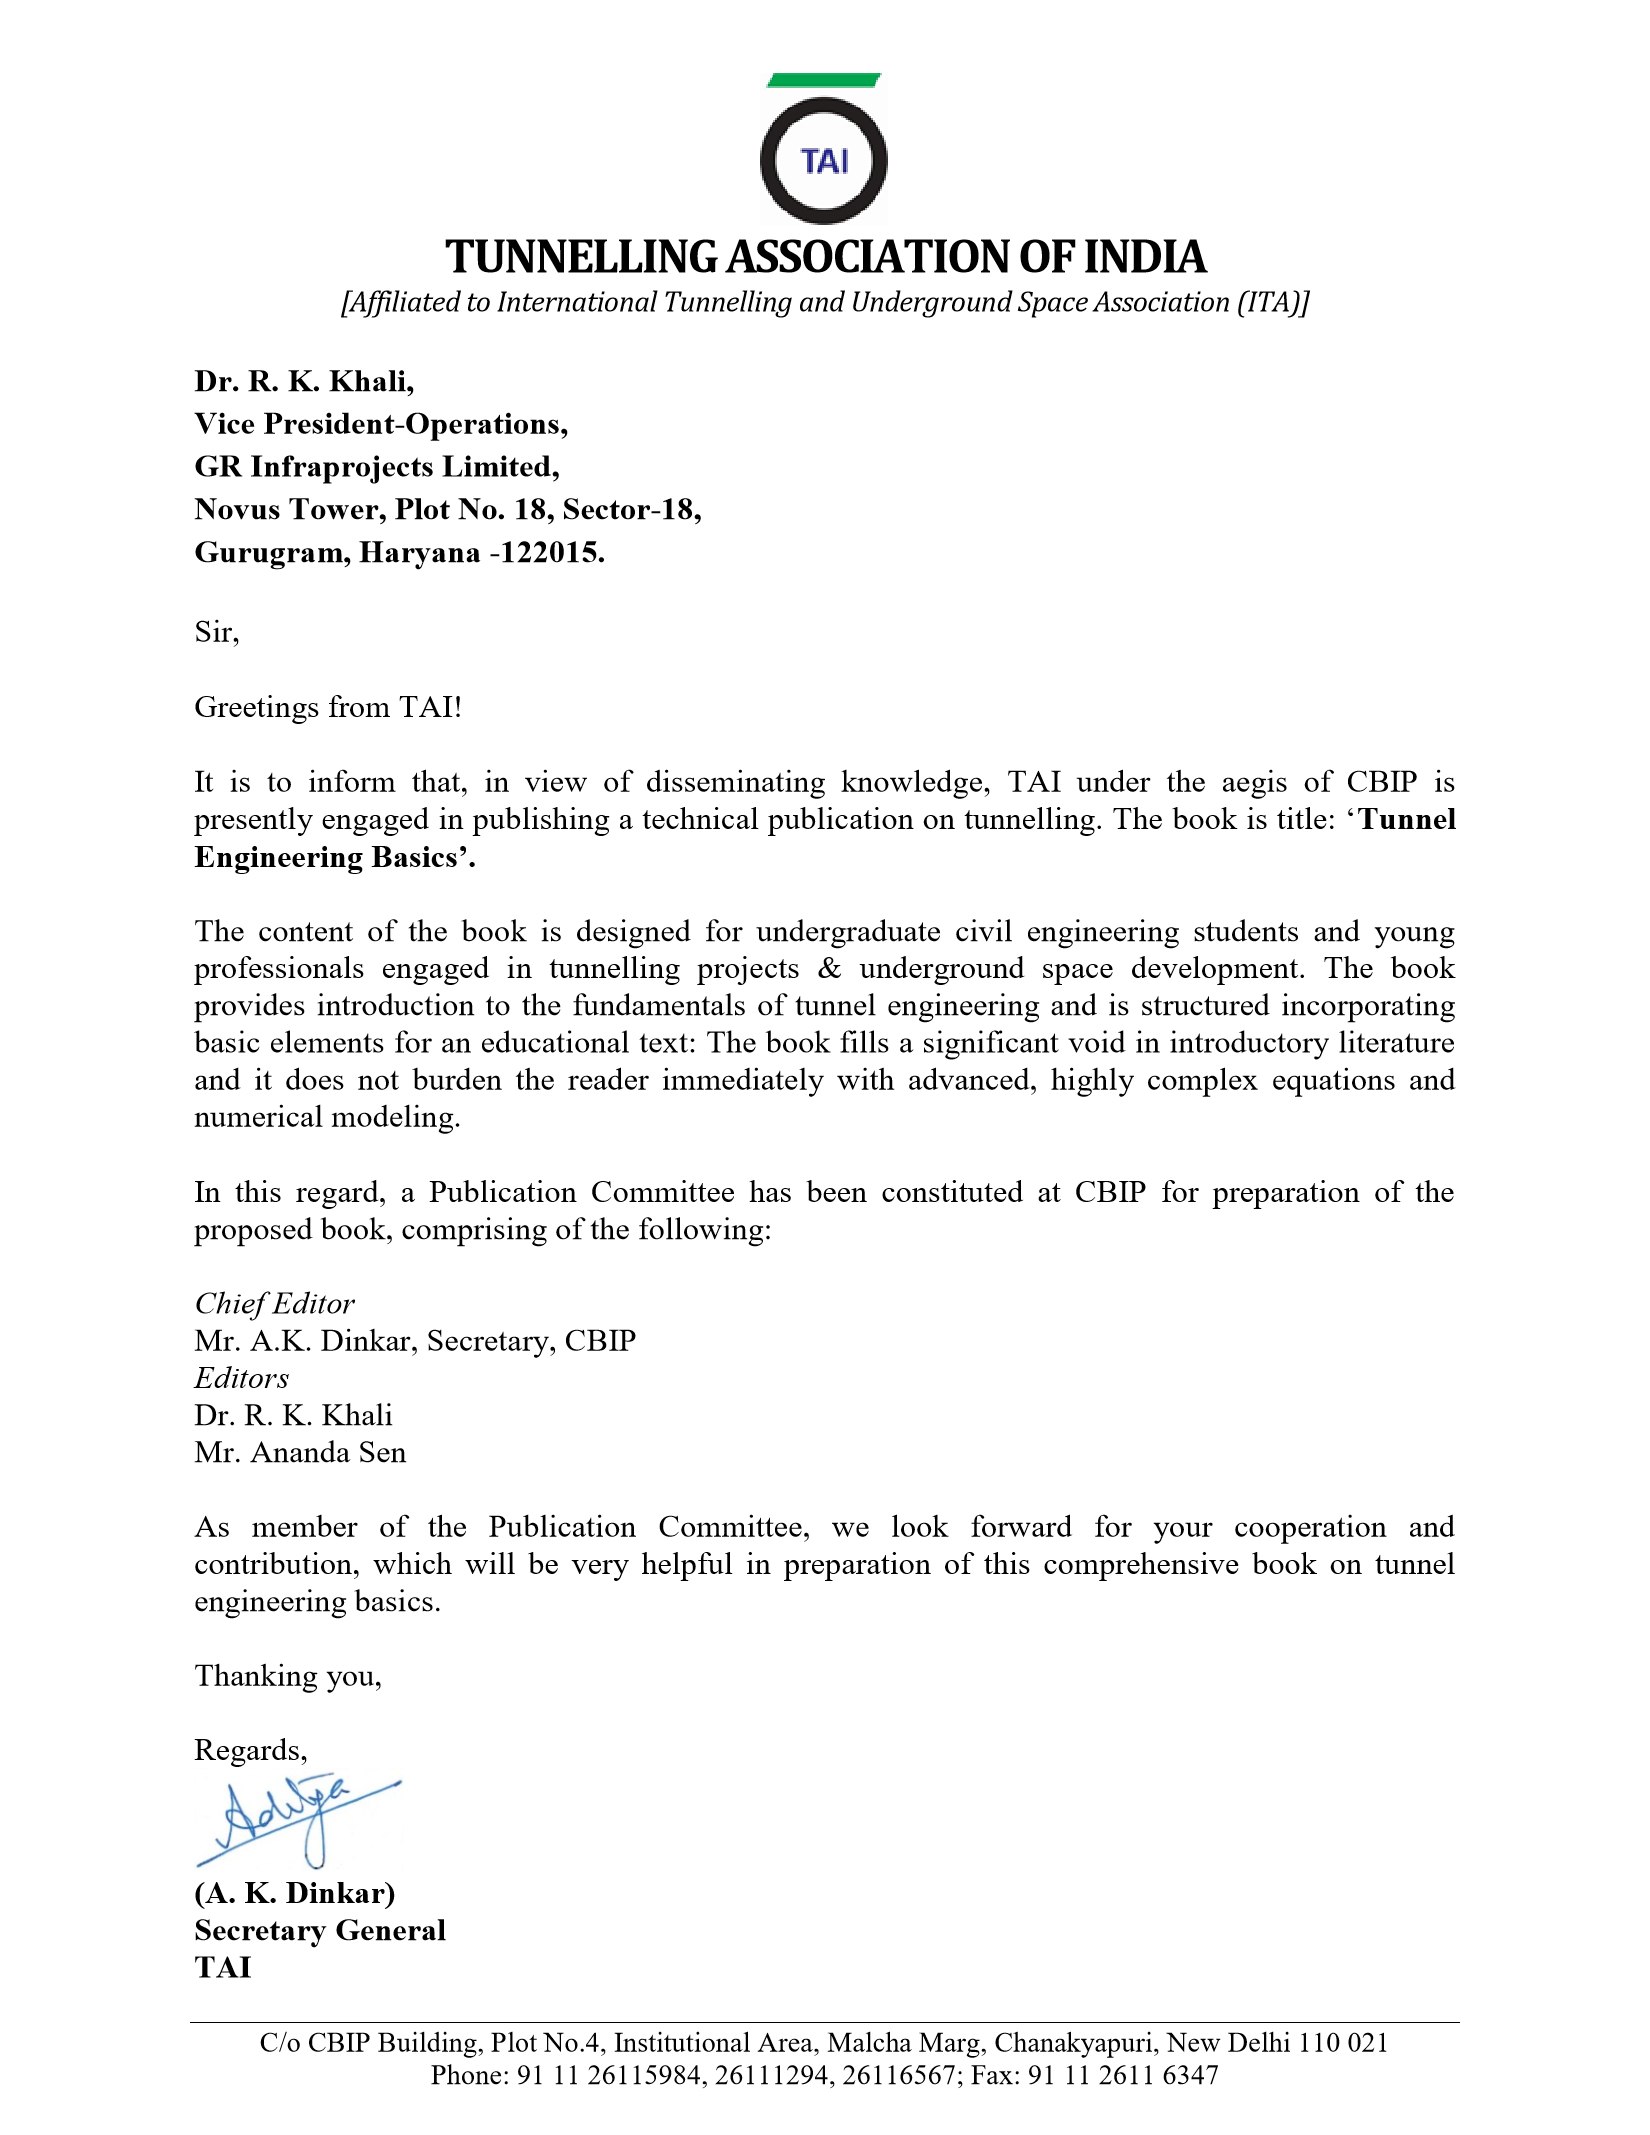 TAI
TUNNELLING ASSOCIATION OF INDIA
[Affiliated to International Tunnelling and Underground Space Association (ITA)]
Dr. R. K. Khali,
Vice President-Operations,
GR Infraprojects Limited,
Novus Tower, Plot No. 18, Sector-18,
Gurugram, Haryana -122015.
Sir,
Greetings from TAI!
It is to inform that, in view of disseminating knowledge, TAI under the aegis of CBIP is
presently engaged in publishing a technical publication on tunnelling. The book is title: ‘Tunnel
Engineering Basics’.
The content of the book is designed for undergraduate civil engineering students and young
professionals engaged in tunnelling projects & underground space development. The book
provides introduction to the fundamentals of tunnel engineering and is structured incorporating
basic elements for an educational text: The book fills a significant void in introductory literature
and it does not burden the reader immediately with advanced, highly complex equations and
numerical modeling.
In this regard, a Publication Committee has been constituted at CBIP for preparation of the
proposed book, comprising of the following:
Chief Editor
Mr. A.K. Dinkar, Secretary, CBIP
Editors
Dr. R. K. Khali
Mr. Ananda Sen
As member of the Publication Committee, we look forward for your cooperation and
contribution, which will be very helpful in preparation of this comprehensive book on tunnel
engineering basics.
Thanking you,
Regards,
Aditya
(A. K. Dinkar)
Secretary General
TAI
C/o CBIP Building, Plot No.4, Institutional Area, Malcha Marg, Chanakyapuri, New Delhi 110 021
Phone: 91 11 26115984, 26111294, 26116567; Fax: 91 11 2611 6347